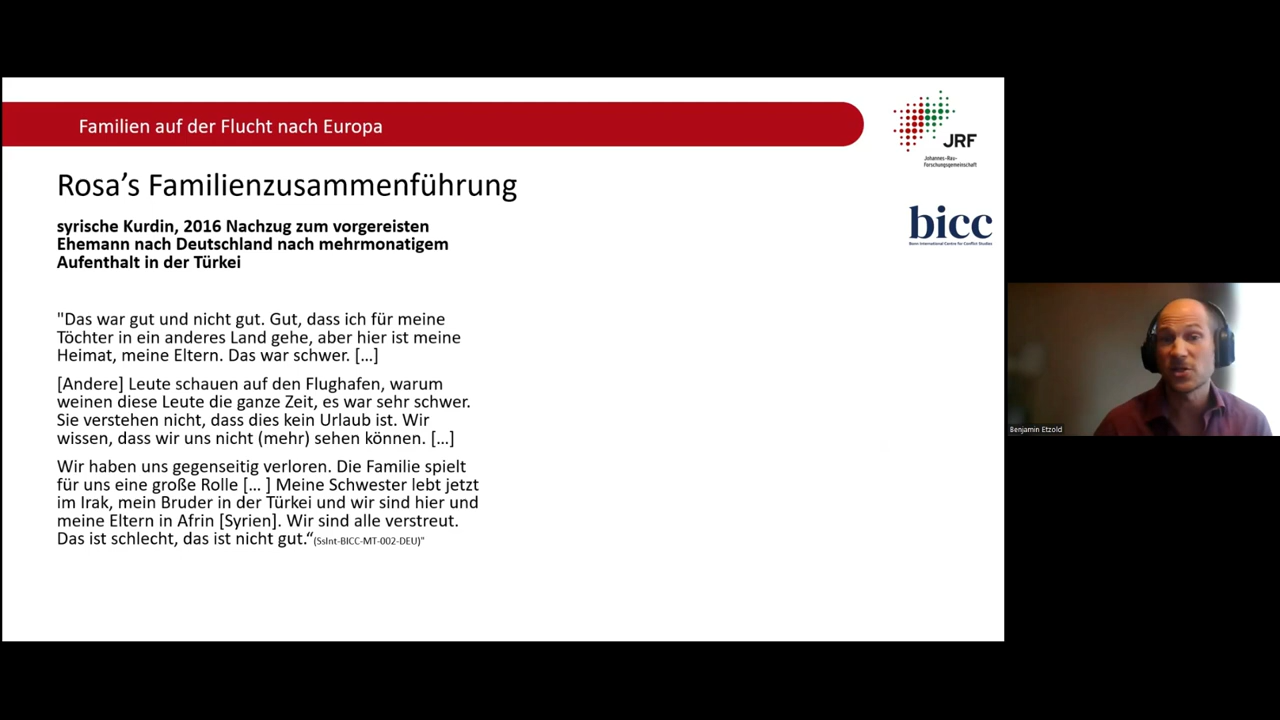 Familien auf der Flucht nach Europa
JRF
Johannes-Rau-
Forschungsgemeinschaft
Rosa’s Familienzusammenführung
bicc
Bonn International Centre for Conflict Studies
syrische Kurdin, 2016 Nachzug zum vorgereisten
Ehemann nach Deutschland nach mehrmonatigem
Aufenthalt in der Türkei
"Das war gut und nicht gut. Gut, dass ich für meine
Töchter in ein anderes Land gehe, aber hier ist meine
Heimat, meine Eltern. Das war schwer. […]
[Andere] Leute schauen auf den Flughafen, warum
weinen diese Leute die ganze Zeit, es war sehr schwer.
Sie verstehen nicht, dass dies kein Urlaub ist. Wir
wissen, dass wir uns nicht (mehr) sehen können. […]
Wir haben uns gegenseitig verloren. Die Familie spielt
für uns eine große Rolle [… ] Meine Schwester lebt jetzt
im Irak, mein Bruder in der Türkei und wir sind hier und
meine Eltern in Afrin [Syrien]. Wir sind alle verstreut.
Das ist schlecht, das ist nicht gut.“(SsInt-BICC-MT-002-DEU)"
Benjamin Etzold